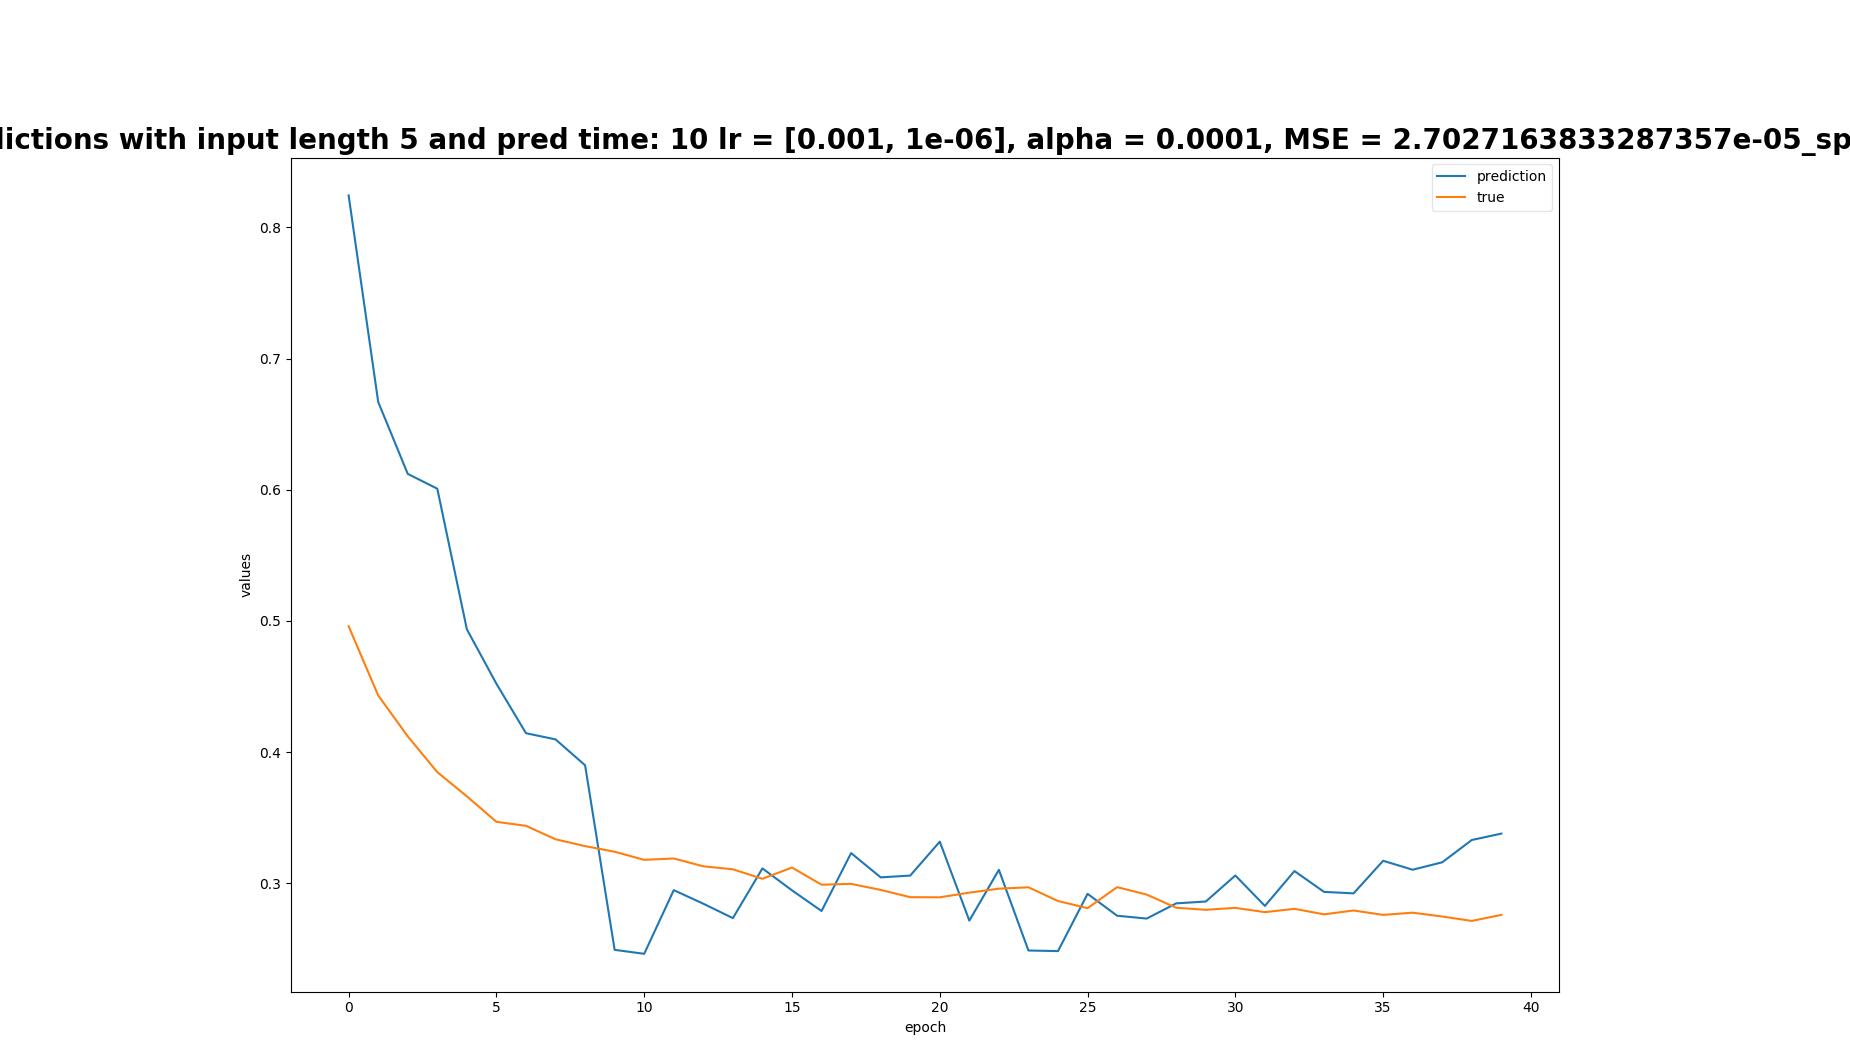 lictions with input length 5 and pred time: 10 lr = [0.001, 1e-06], alpha = 0.0001, MSE = 2.7027163833287357e-05_sp
prediction
true
0.8
0.7
0.6
0.5
0.4
0.3
values
0 5 10 15 20 25 30 35 40
epoch